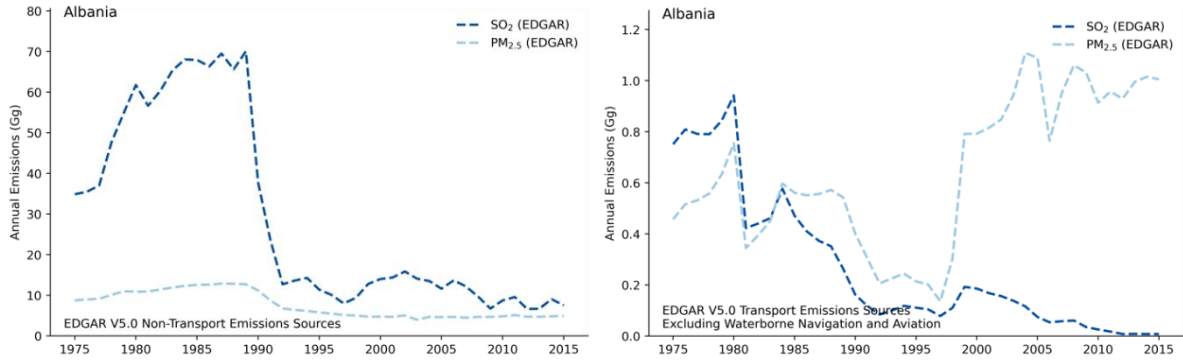 Albania
SO₂ (EDGAR)
PM₂.₅ (EDGAR)
Annual Emissions (Gg)
80
70
60
50
40
30
20
10
0
EDGAR V5.0 Non-Transport Emissions Sources
1975 1980 1985 1990 1995 2000 2005 2010 2015
Albania
SO₂ (EDGAR)
PM₂.₅ (EDGAR)
Annual Emissions (Gg)
1.2
1.0
0.8
0.6
0.4
0.2
0.0
EDGAR V5.0 Transport Emissions Sources
Excluding Waterborne Navigation and Aviation
1975 1980 1985 1990 1995 2000 2005 2010 2015